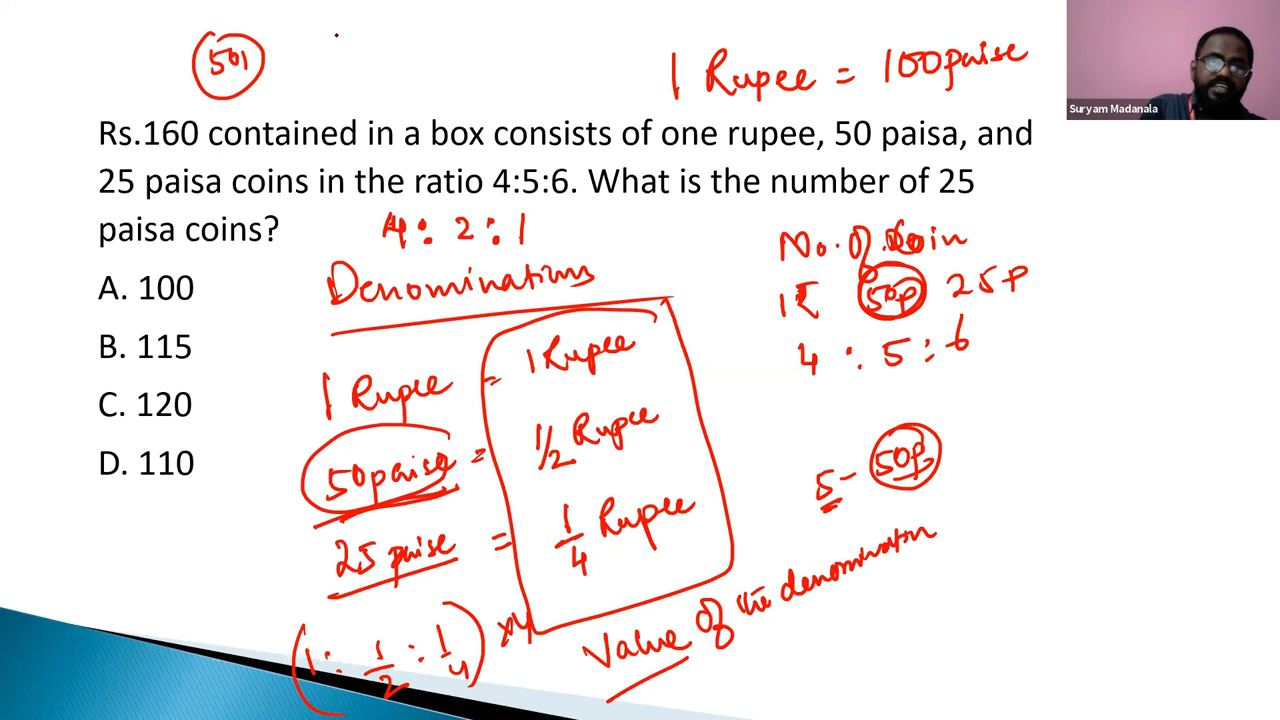 501
1 Rupee = 100paise
Suryam Madanala
Rs.160 contained in a box consists of one rupee, 50 paisa, and
25 paisa coins in the ratio 4:5:6. What is the number of 25
paisa coins?
4 : 2 : 1
No. of Coin
Denominations
A. 100
1₹ 50p 25P
B. 115
4 : 5 : 6
1 Rupee = 1 Rupee
C. 120
50paise = 1/2 Rupee
D. 110
5 - 50p
25 paise = 1/4 Rupee
(1 : 1/2 : 1/4) x4
Value of the denomination